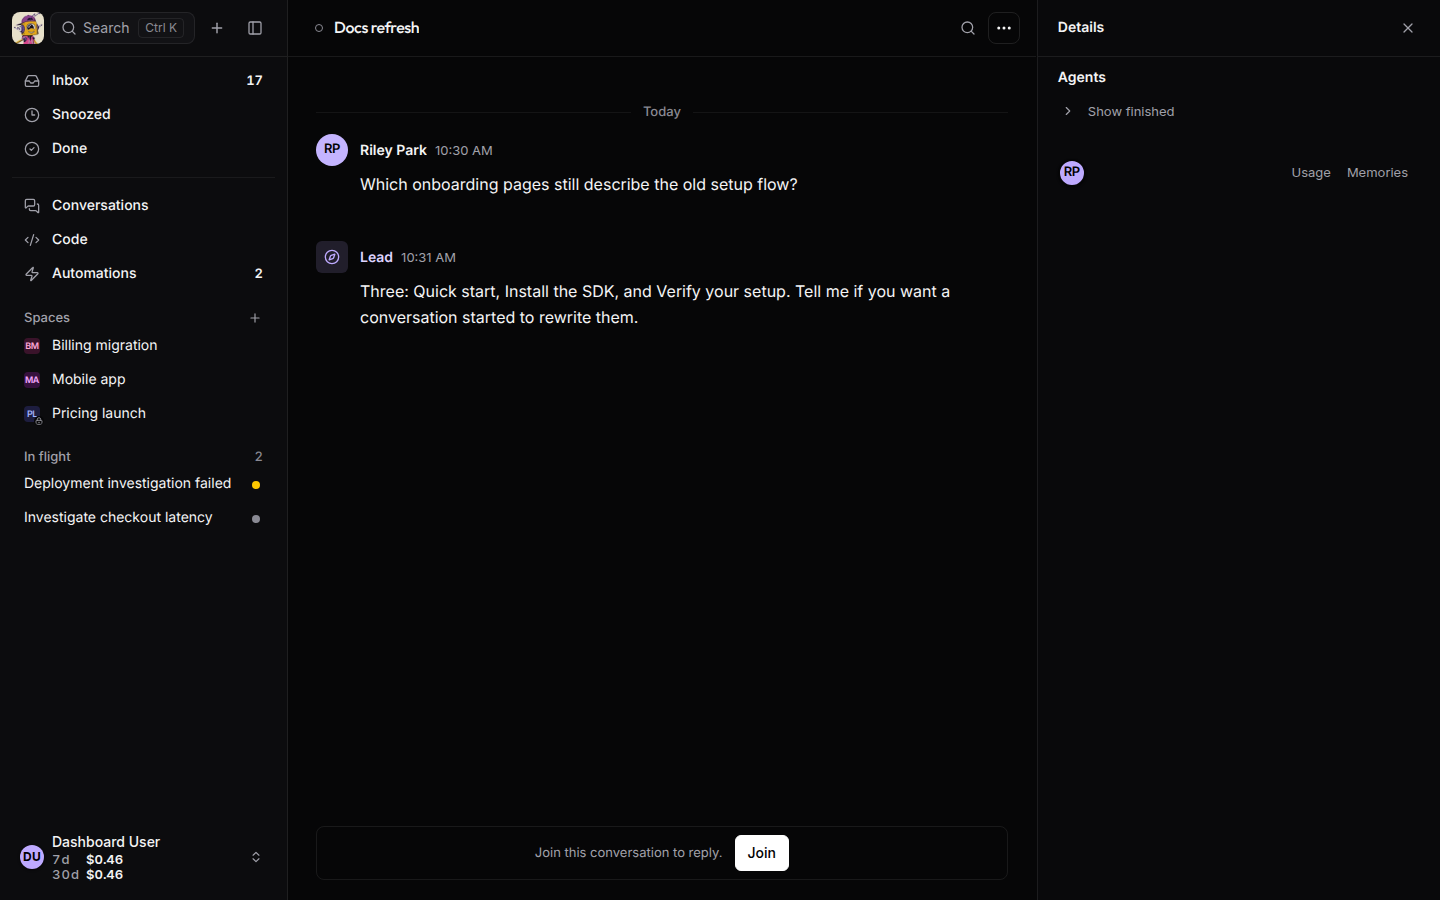 Search Ctrl K
Inbox 17
Snoozed
Done
Conversations
Code
Automations 2
Spaces
BM Billing migration
MA Mobile app
PL Pricing launch
In flight 2
Deployment investigation failed
Investigate checkout latency
DU Dashboard User
7d $0.46
30d $0.46
Docs refresh
Today
RP Riley Park 10:30 AM
Which onboarding pages still describe the old setup flow?
Lead 10:31 AM
Three: Quick start, Install the SDK, and Verify your setup. Tell me if you want a
conversation started to rewrite them.
Join this conversation to reply. Join
Details
Agents
Show finished
RP Usage Memories